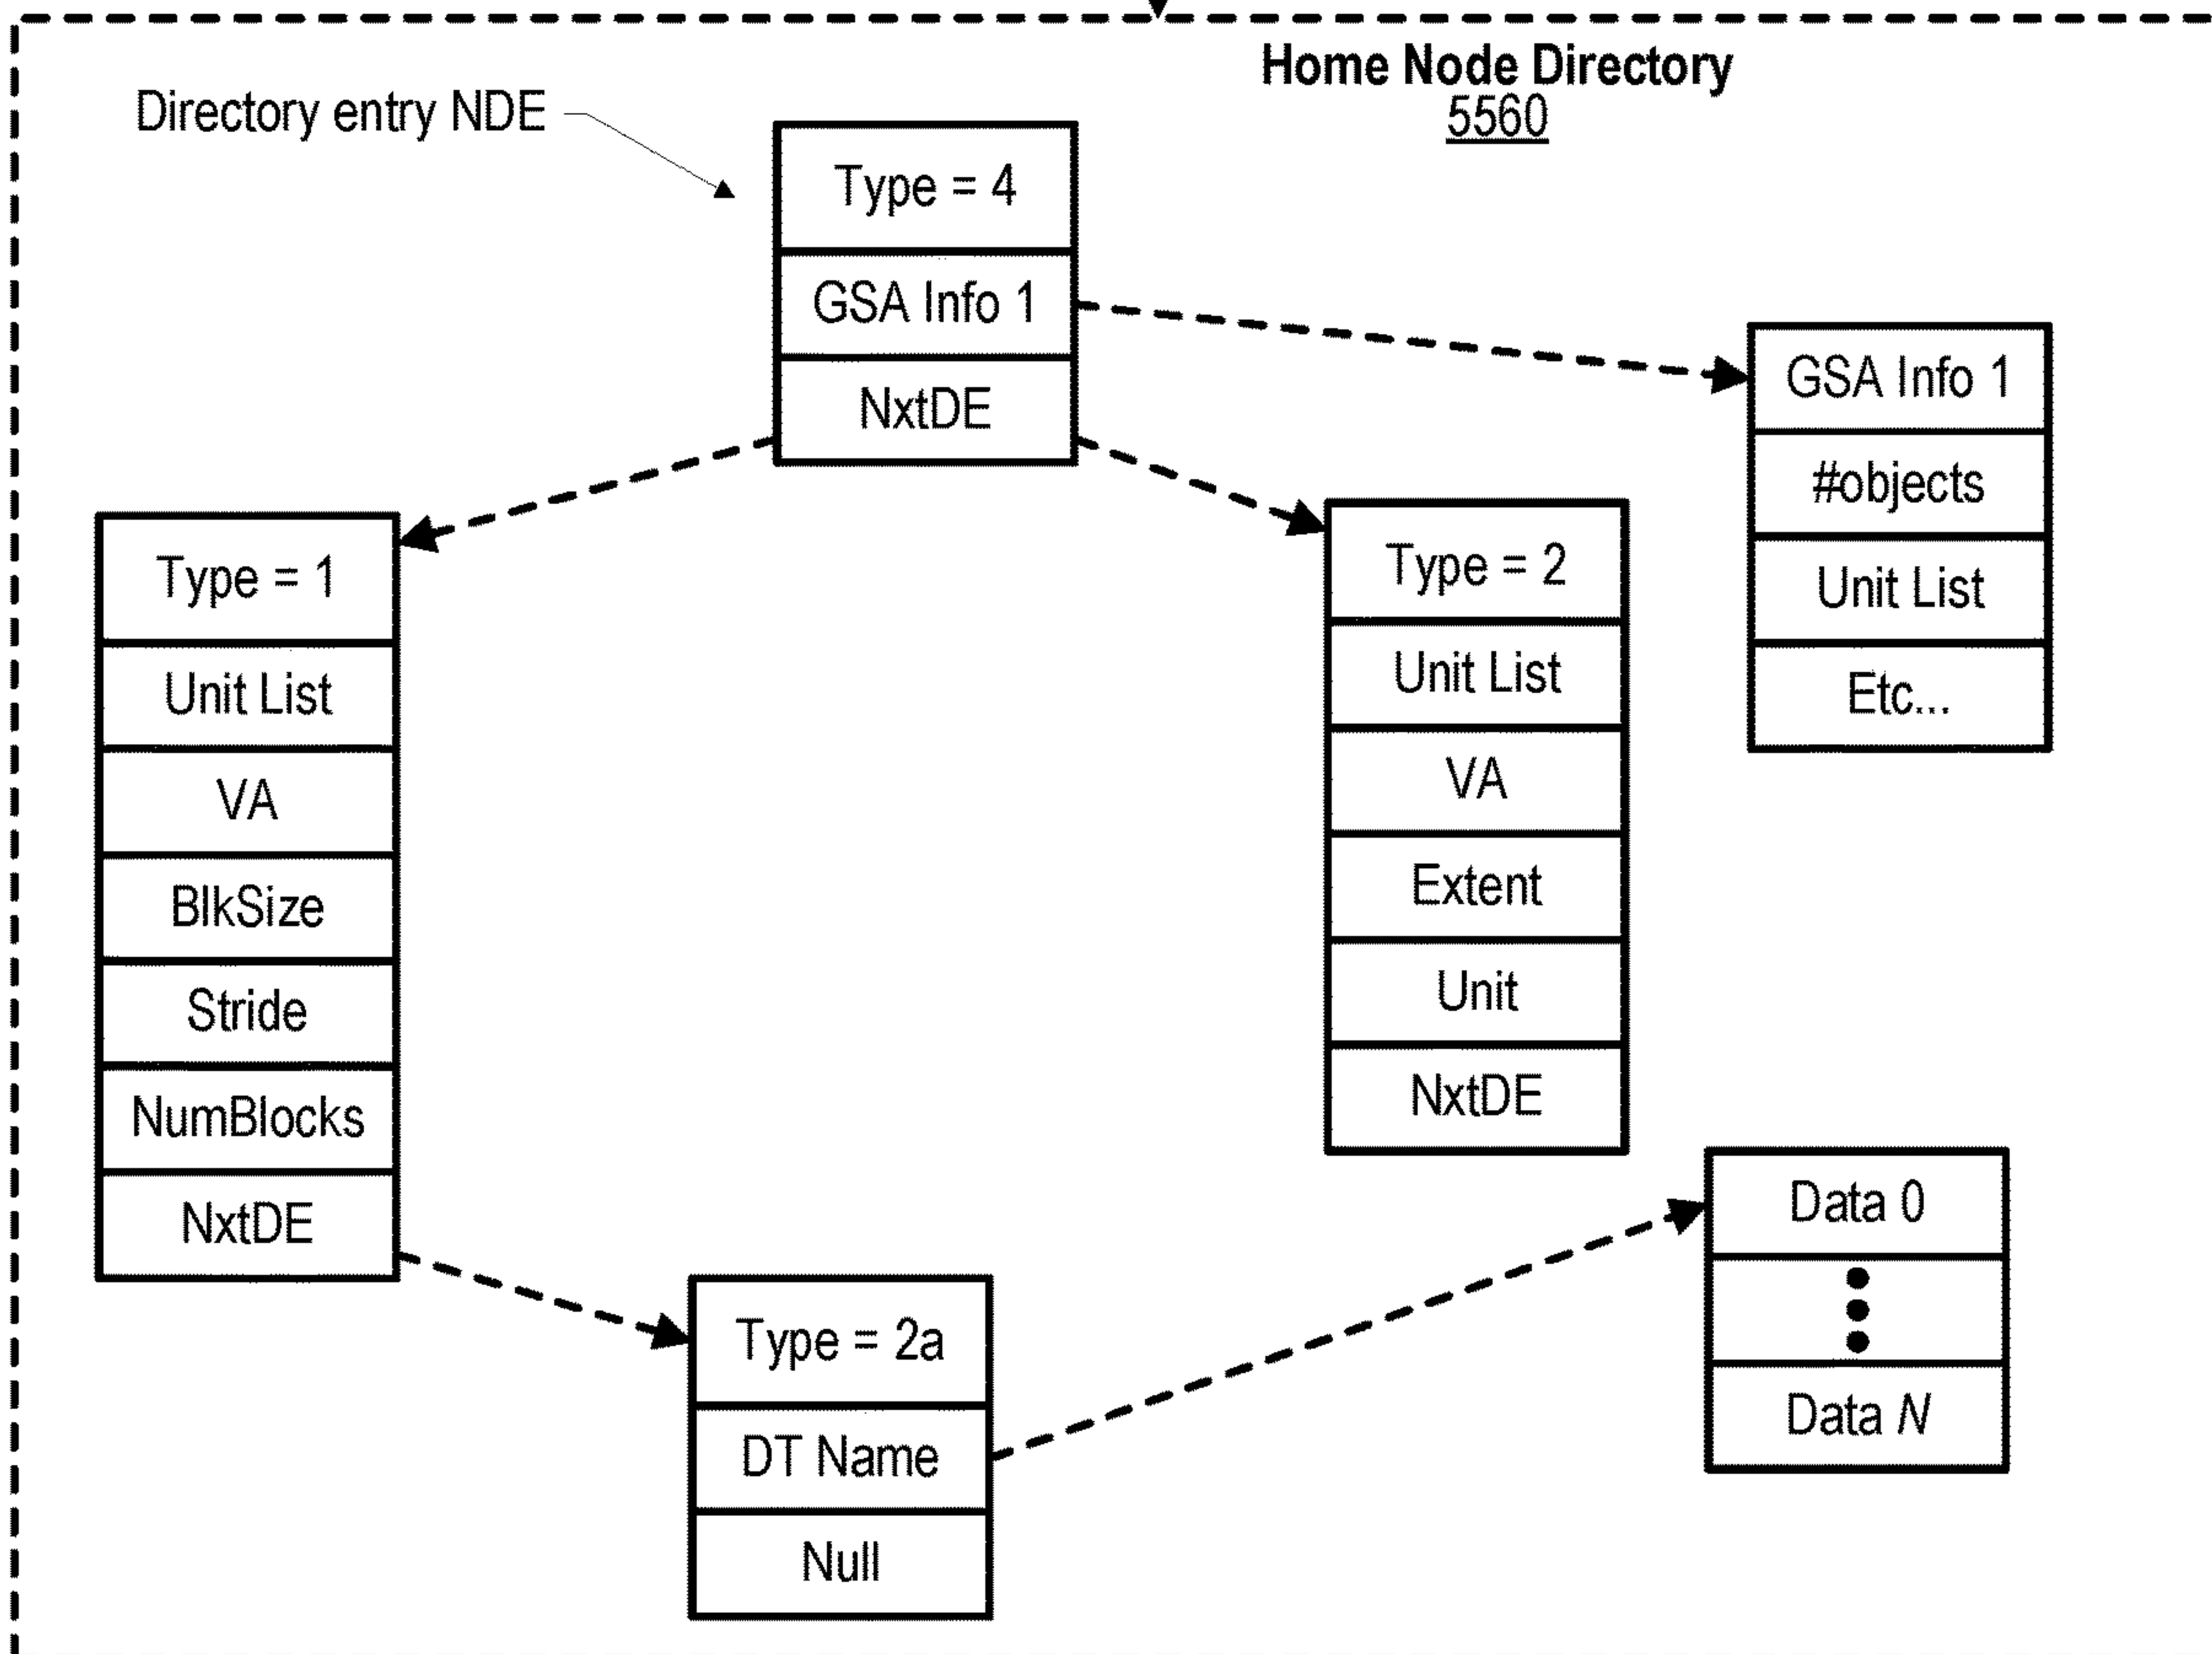 Home Node Directory
5560
Directory entry NDE
Type = 4
GSA Info 1
NxtDE
GSA Info 1
#objects
Unit List
Etc...
Type = 1
Unit List
VA
BlkSize
Stride
NumBlocks
NxtDE
Type = 2
Unit List
VA
Extent
Unit
NxtDE
Type = 2a
DT Name
Null
Data 0
Data N